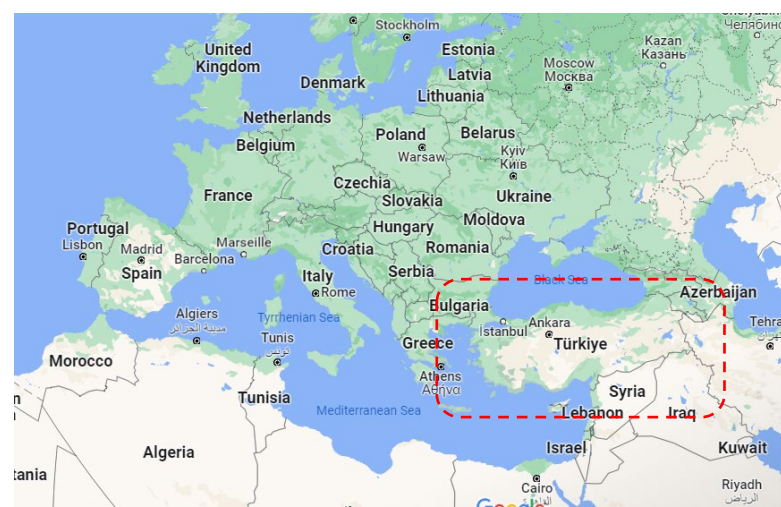 Stockholm
United
Kingdom
Estonia
Latvia
Lithuania
Moscow
Москва
Kazan
Казань
Denmark
Netherlands
Belgium
Poland
Warsaw
Belarus
Kyiv
Київ
Czechia
Slovakia
Ukraine
France
Hungary
Moldova
Portugal
Lisbon
Madrid
Spain
Barcelona
Marseille
Croatia
Romania
Serbia
Italy
Rome
Black Sea
Bulgaria
Azerbaijan
Algiers
مدينة الجزائر
Tyrrhenian Sea
Tunis
تونس
İstanbul
Ankara
Türkiye
Greece
Athens
Αθήνα
Morocco
Tunisia
Mediterranean Sea
Syria
Lebanon
Iraq
Algeria
Israel
Kuwait
Cairo
Riyadh
الرياض